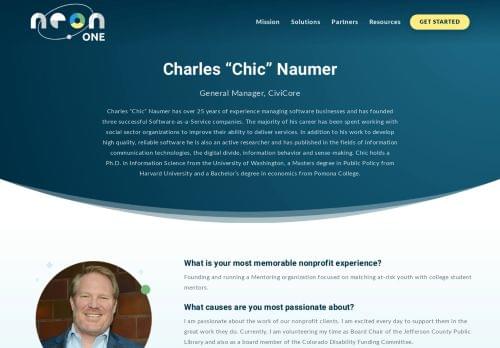 neon
ONE
Mission Solutions Partners Resources GET STARTED
Charles “Chic” Naumer
General Manager, CiviCore
Charles “Chic” Naumer has over 25 years of experience managing software businesses and has founded
three successful Software-as-a-Service companies. The majority of his career has been spent working with
social sector organizations to improve their ability to deliver services. In addition to his work to develop
high quality, reliable software he is also an active researcher and has published in the fields of information
communication technologies, the digital divide, information behavior and sense-making. Chic holds a
Ph.D. in Information Science from the University of Washington, a Masters degree in Public Policy from
Harvard University and a Bachelor’s degree in economics from Pomona College.
What is your most memorable nonprofit experience?
Founding and running a Mentoring organization focused on matching at-risk youth with college student
mentors.
What causes are you most passionate about?
I am passionate about the work of our nonprofit clients. I am excited every day to support them in the
great work they do. Currently, I am volunteering my time as Board Chair of the Jefferson County Public
Library and also as a board member of the Colorado Disability Funding Committee.